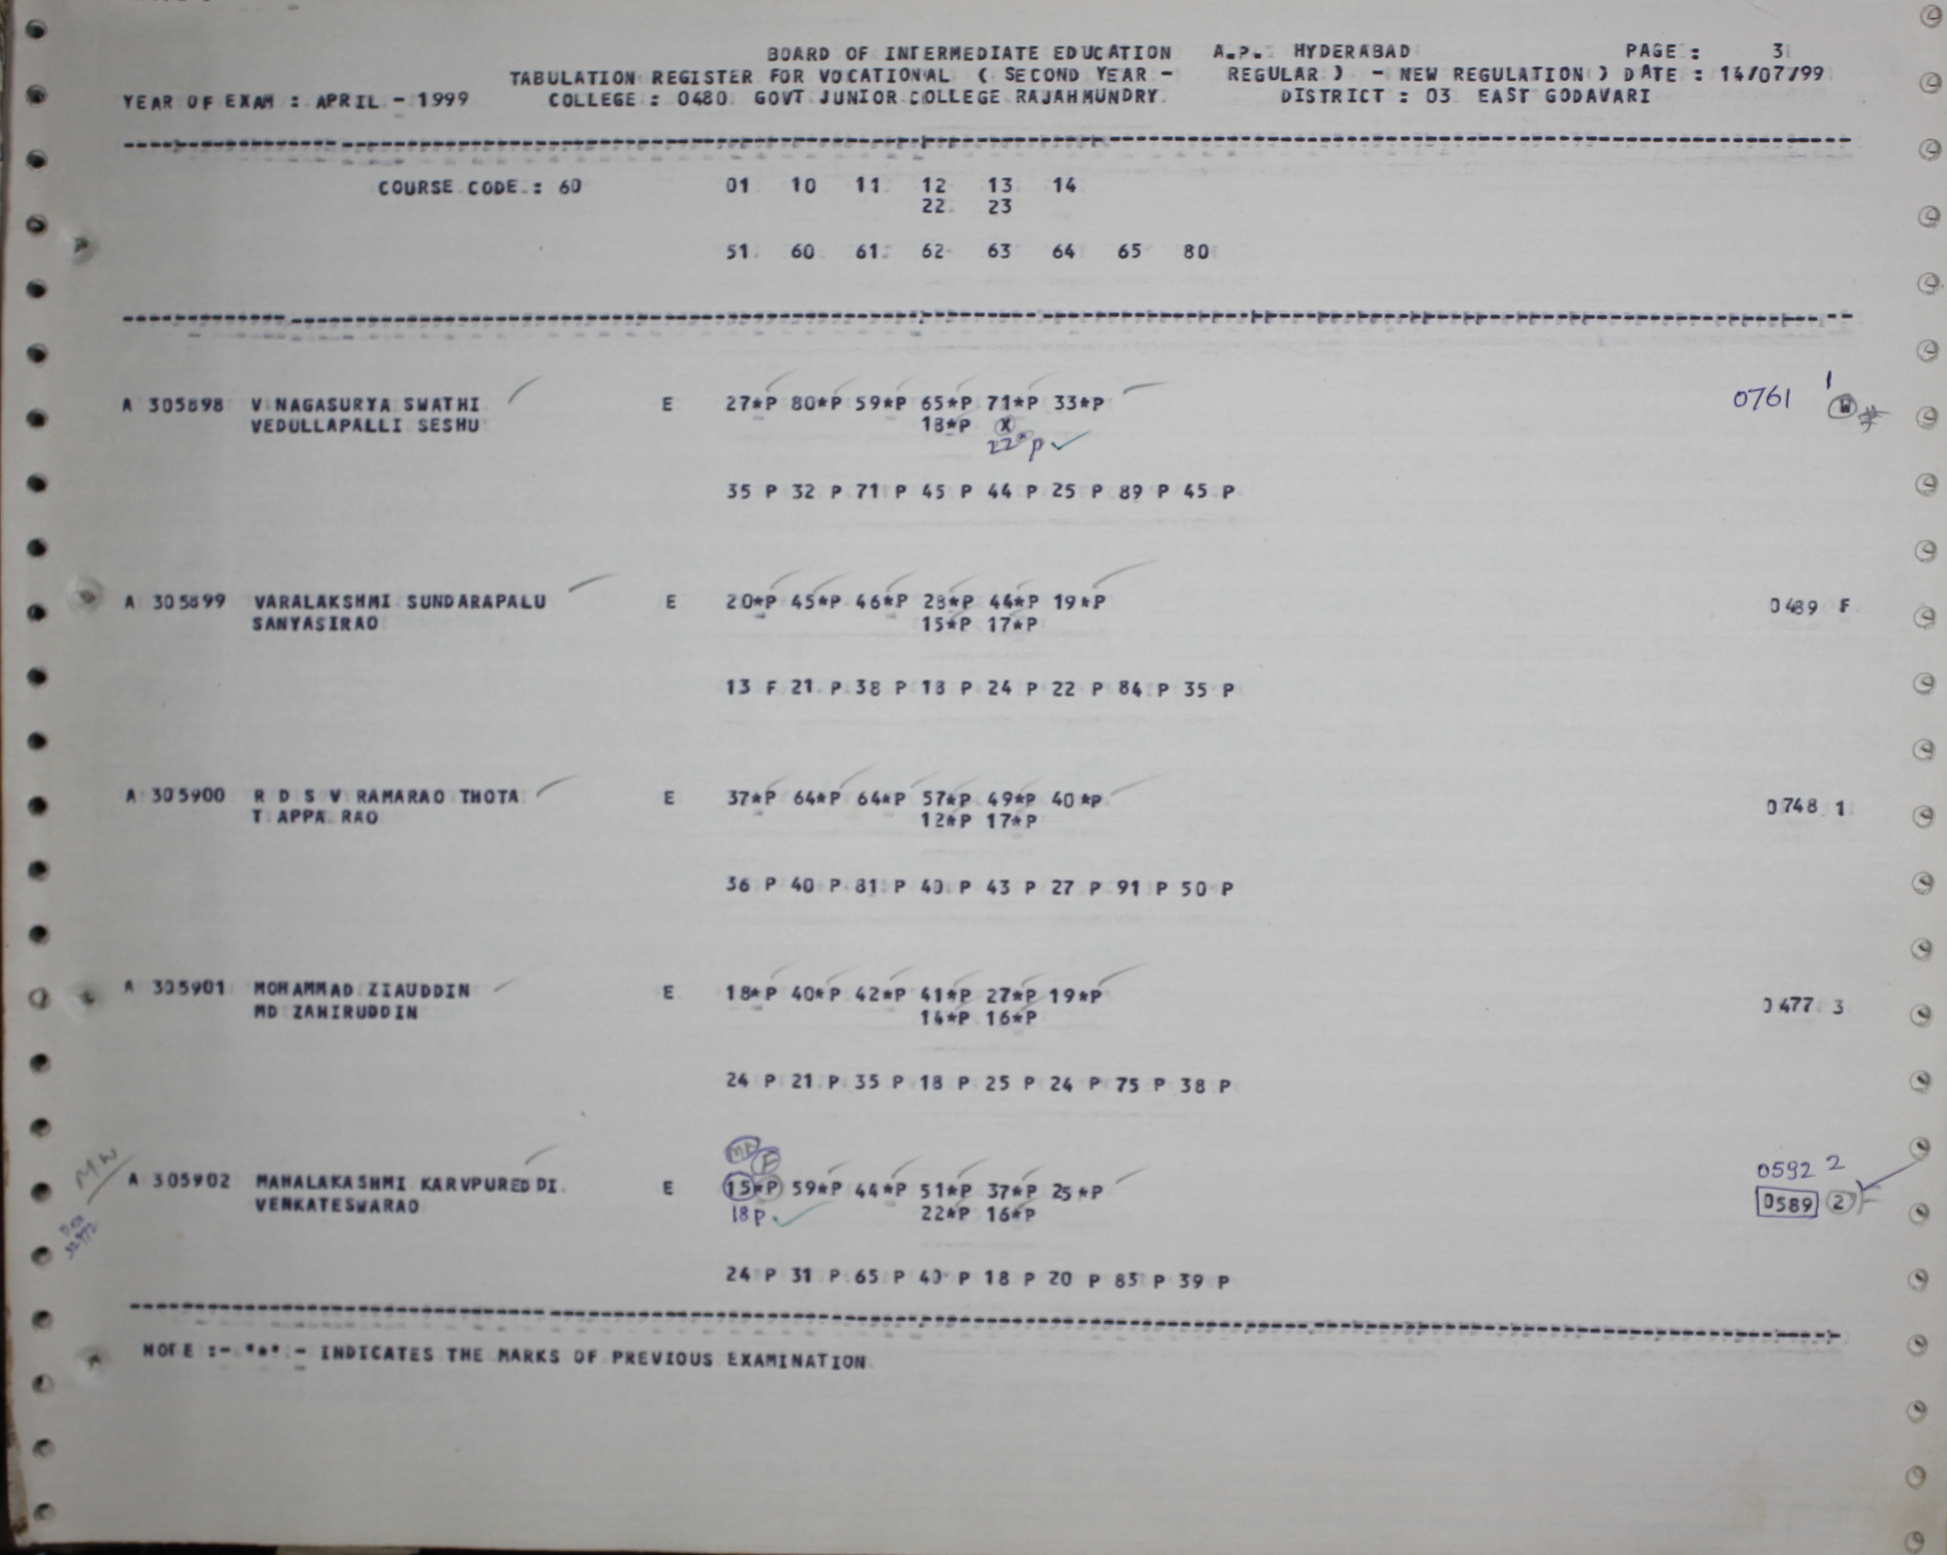 BOARD OF INTERMEDIATE EDUCATION A.P. HYDERABAD PAGE : 3
TABULATION REGISTER FOR VOCATIONAL ( SECOND YEAR - REGULAR ) - NEW REGULATION ) DATE : 14/07/99
YEAR OF EXAM : APRIL - 1999 COLLEGE : 0480 GOVT JUNIOR COLLEGE RAJAHMUNDRY DISTRICT : 03 EAST GODAVARI
COURSE CODE : 60 01 10 11 12 13 14
22 23
51 60 61 62 63 64 65 80
A 305898 V NAGASURYA SWATHI E 27*P 80*P 59*P 65*P 71*P 33*P 0761 1 W
VEDULLAPALLI SESHU 18*P X
22*P
35 P 32 P 71 P 45 P 44 P 25 P 89 P 45 P
A 305899 VARALAKSHMI SUNDARAPALU E 20*P 45*P 46*P 28*P 44*P 19*P 0489 F
SANYASIRAO 15*P 17*P
13 F 21 P 38 P 18 P 24 P 22 P 84 P 35 P
A 305900 R D S V RAMARAO THOTA E 37*P 64*P 64*P 57*P 49*P 40*P 0748 1
T APPA RAO 12*P 17*P
36 P 40 P 81 P 40 P 43 P 27 P 91 P 50 P
A 305901 MOHAMMAD ZIAUDDIN E 18*P 40*P 42*P 41*P 27*P 19*P 0477 3
MD ZAHIRUDDIN 14*P 16*P
24 P 21 P 35 P 18 P 25 P 24 P 75 P 38 P
F 0592 2
A 305902 MAHALAKASHMI KARVPUREDDI E 15*P 59*P 44*P 51*P 37*P 25*P 0589 2
VENKATESWARAO 18P 22*P 16*P
24 P 31 P 65 P 40 P 18 P 20 P 83 P 39 P
NOTE :- "*" - INDICATES THE MARKS OF PREVIOUS EXAMINATION